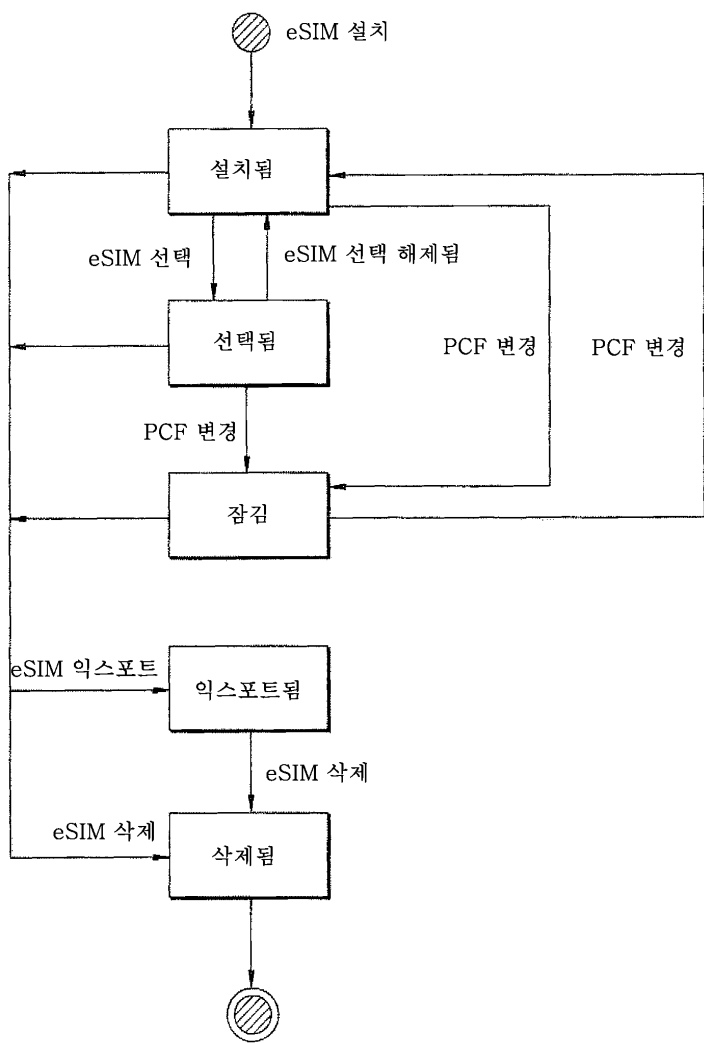 eSIM 설치
설치됨
eSIM 선택
eSIM 선택 해제됨
선택됨
PCF 변경
PCF 변경
PCF 변경
잠김
eSIM 익스포트
익스포트됨
eSIM 삭제
eSIM 삭제
삭제됨